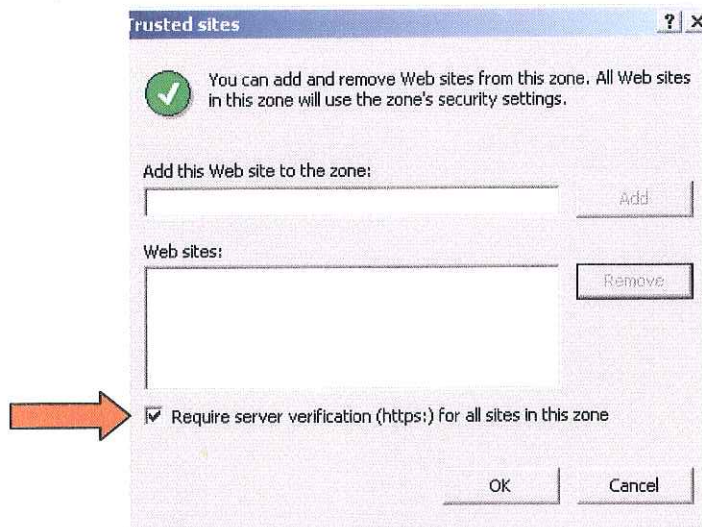 Trusted sites
You can add and remove Web sites from this zone. All Web sites
in this zone will use the zone's security settings.
Add this Web site to the zone:
Add
Web sites:
Remove
Require server verification (https:) for all sites in this zone
OK
Cancel